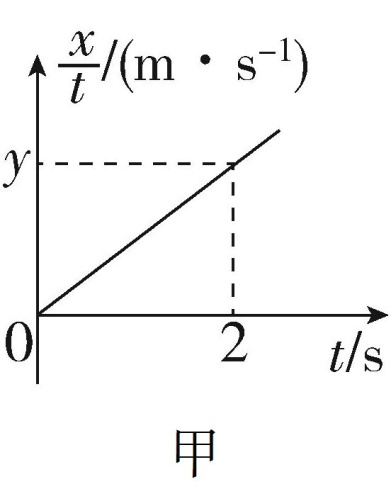 x/t/(m · s⁻¹)
y
0 2 t/s
甲